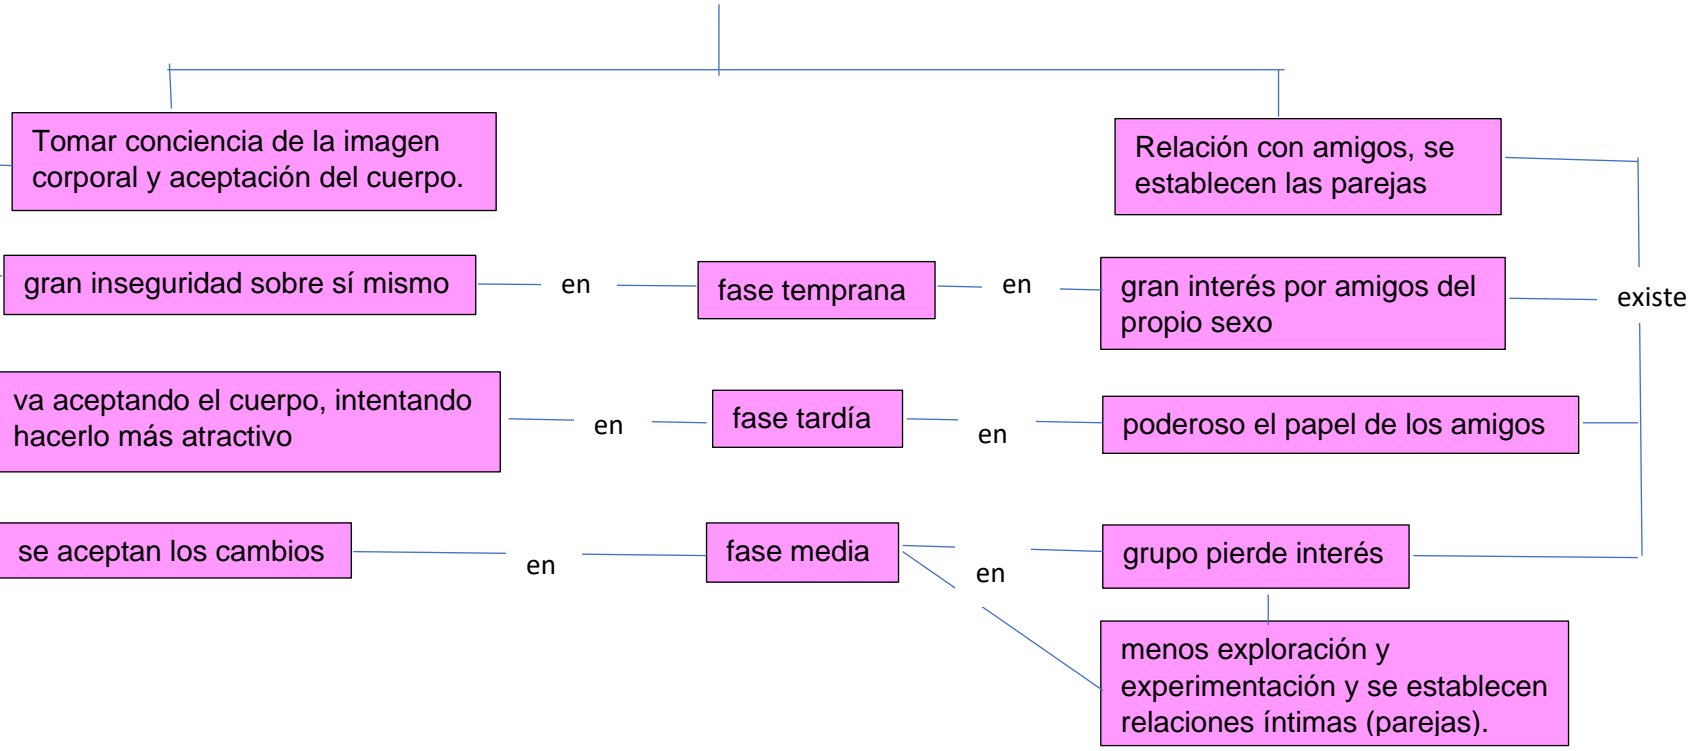 Tomar conciencia de la imagen
corporal y aceptación del cuerpo.
Relación con amigos, se
establecen las parejas
gran inseguridad sobre sí mismo
en
fase temprana
en
gran interés por amigos del
propio sexo
existe
va aceptando el cuerpo, intentando
hacerlo más atractivo
en
fase tardía
en
poderoso el papel de los amigos
se aceptan los cambios
en
fase media
en
grupo pierde interés
menos exploración y
experimentación y se establecen
relaciones íntimas (parejas).